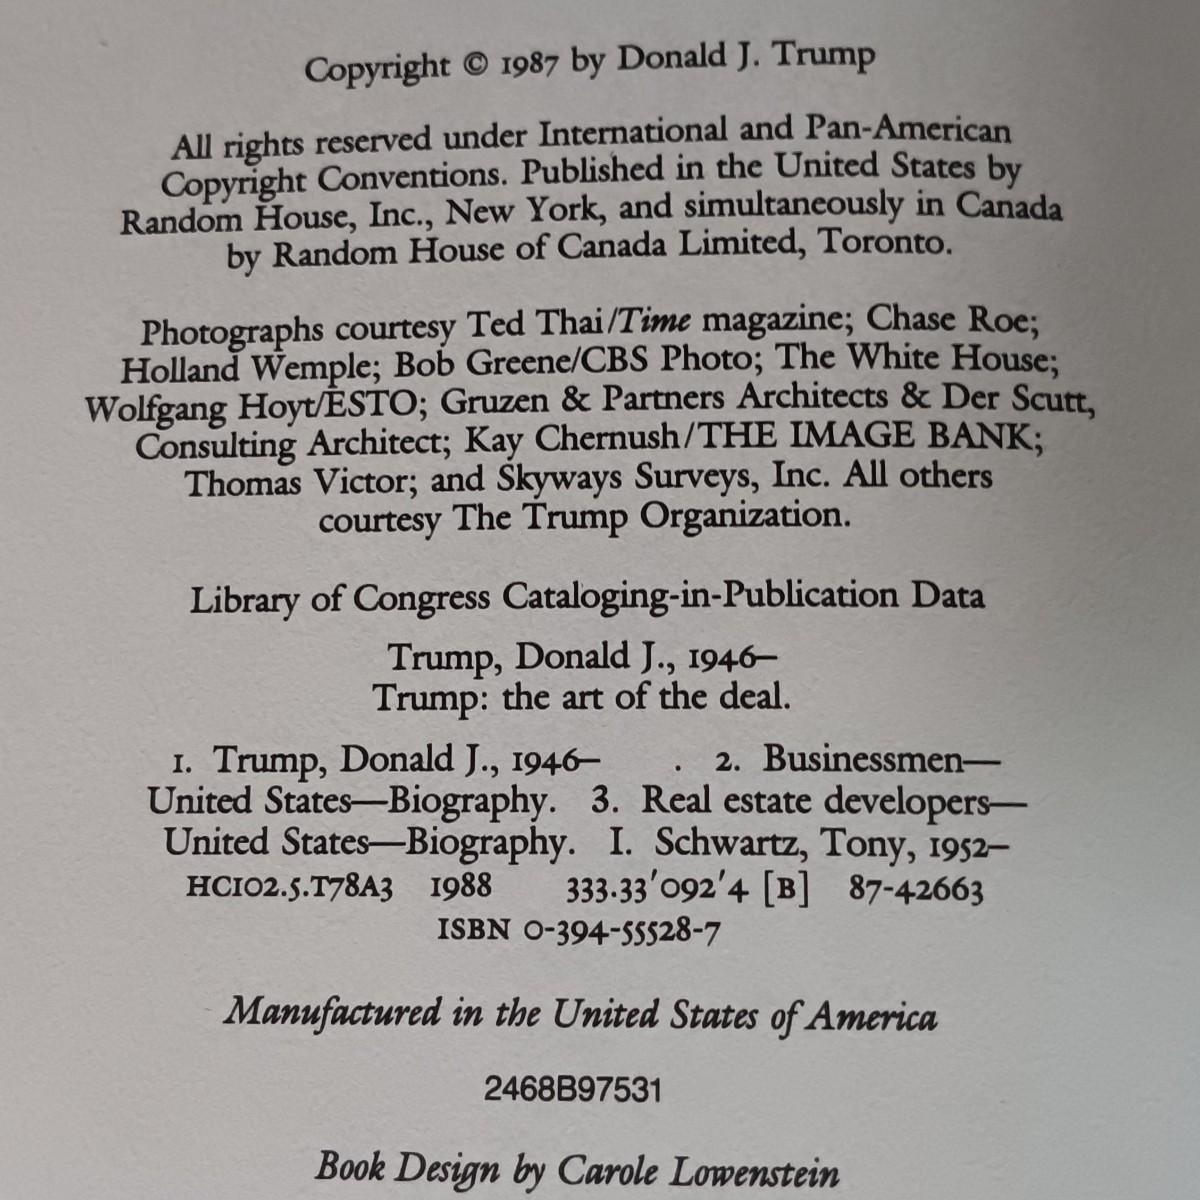 Copyright © 1987 by Donald J. Trump
All rights reserved under International and Pan-American
Copyright Conventions. Published in the United States by
Random House, Inc., New York, and simultaneously in Canada
by Random House of Canada Limited, Toronto.
Photographs courtesy Ted Thai/Time magazine; Chase Roe;
Holland Wemple; Bob Greene/CBS Photo; The White House;
Wolfgang Hoyt/ESTO; Gruzen & Partners Architects & Der Scutt,
Consulting Architect; Kay Chernush/THE IMAGE BANK;
Thomas Victor; and Skyways Surveys, Inc. All others
courtesy The Trump Organization.
Library of Congress Cataloging-in-Publication Data
Trump, Donald J., 1946–
Trump: the art of the deal.
1. Trump, Donald J., 1946– . 2. Businessmen—
United States—Biography. 3. Real estate developers—
United States—Biography. I. Schwartz, Tony, 1952–
HC102.5.T78A3 1988 333.33'092'4 [B] 87-42663
ISBN 0-394-55528-7
Manufactured in the United States of America
2468B97531
Book Design by Carole Lowenstein